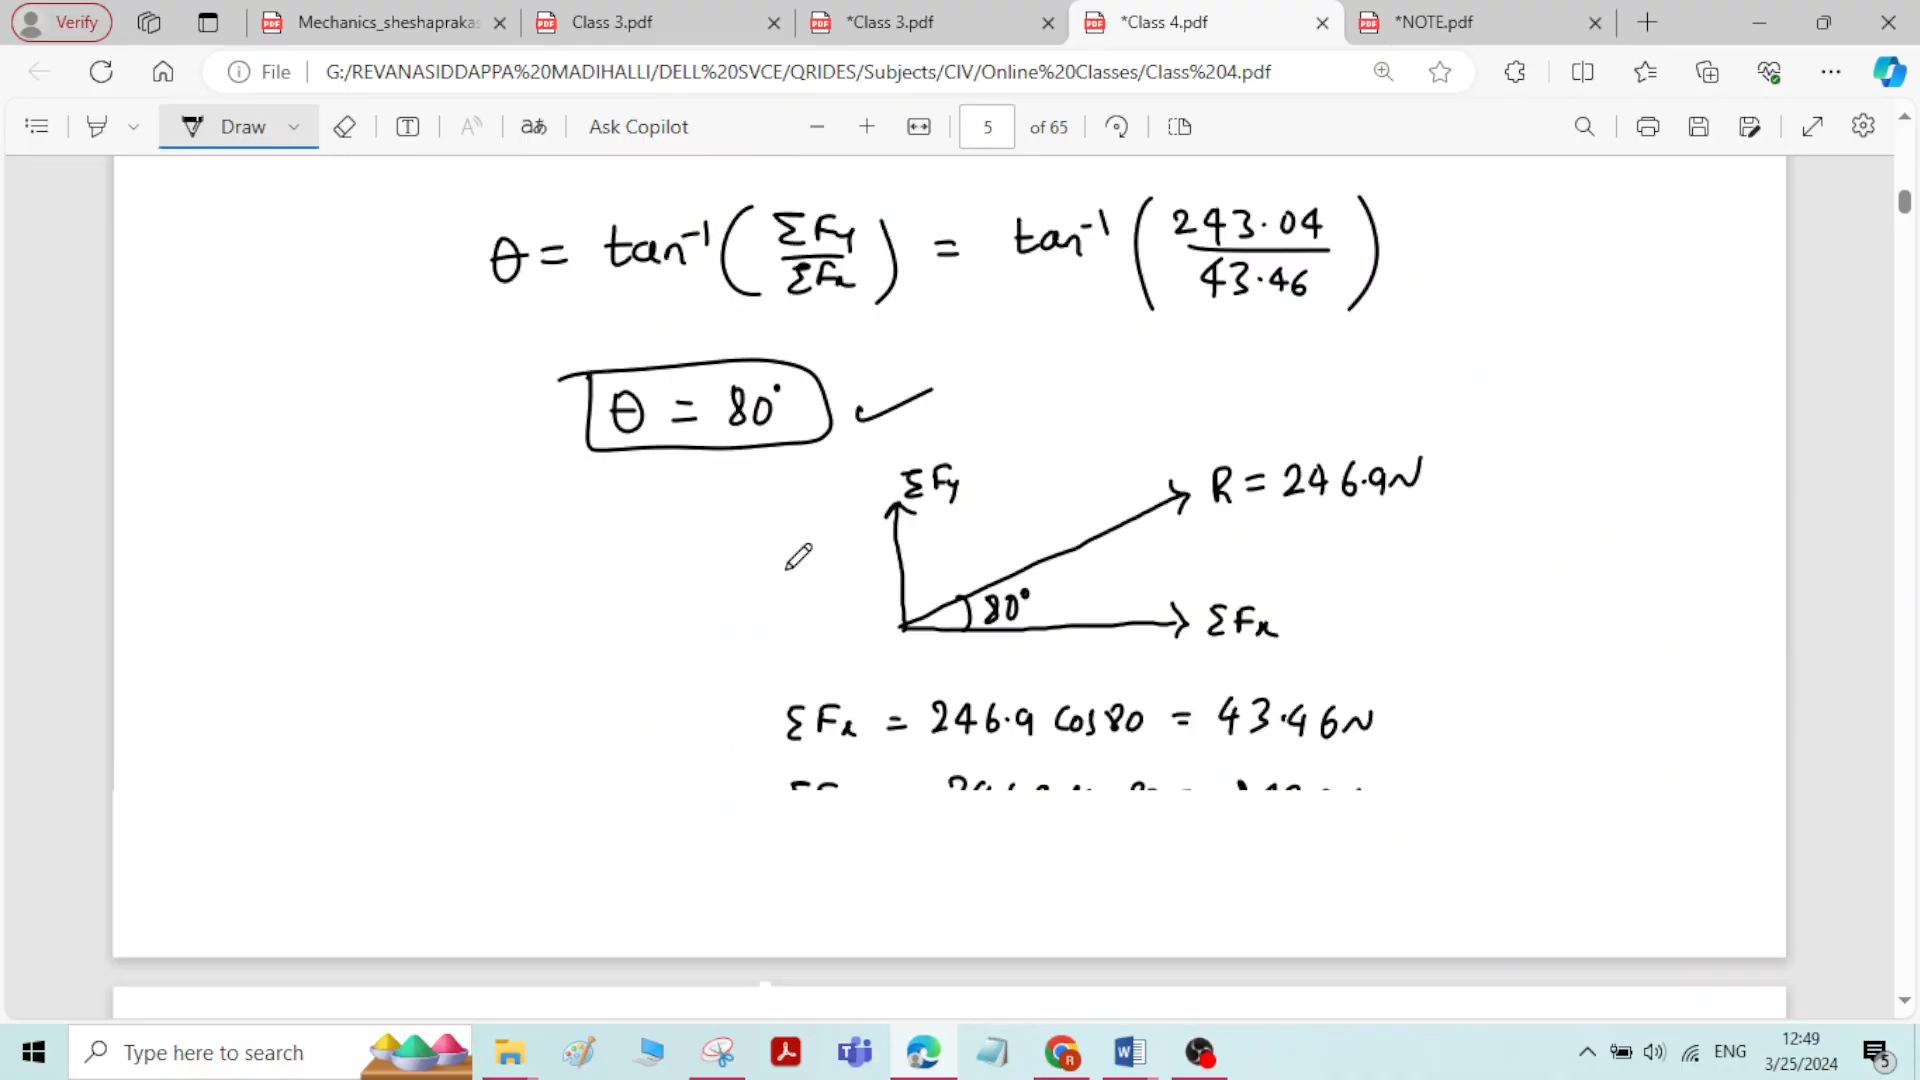 Verify
Mechanics_sheshapraka
Class 3.pdf
*Class 3.pdf
*Class 4.pdf
*NOTE.pdf
File
G:/REVANASIDDAPPA%20MADIHALLI/DELL%20SVCE/QRIDES/Subjects/CIV/Online%20Classes/Class%204.pdf
Draw
Ask Copilot
5 of 65
θ = tan⁻¹(ΣFy/ΣFx) = tan⁻¹(243.04/43.46)
θ = 80°
ΣFy
R = 246.9N
80°
ΣFx
ΣFx = 246.9 cos80 = 43.46N
Type here to search
ENG
12:49
3/25/2024
5